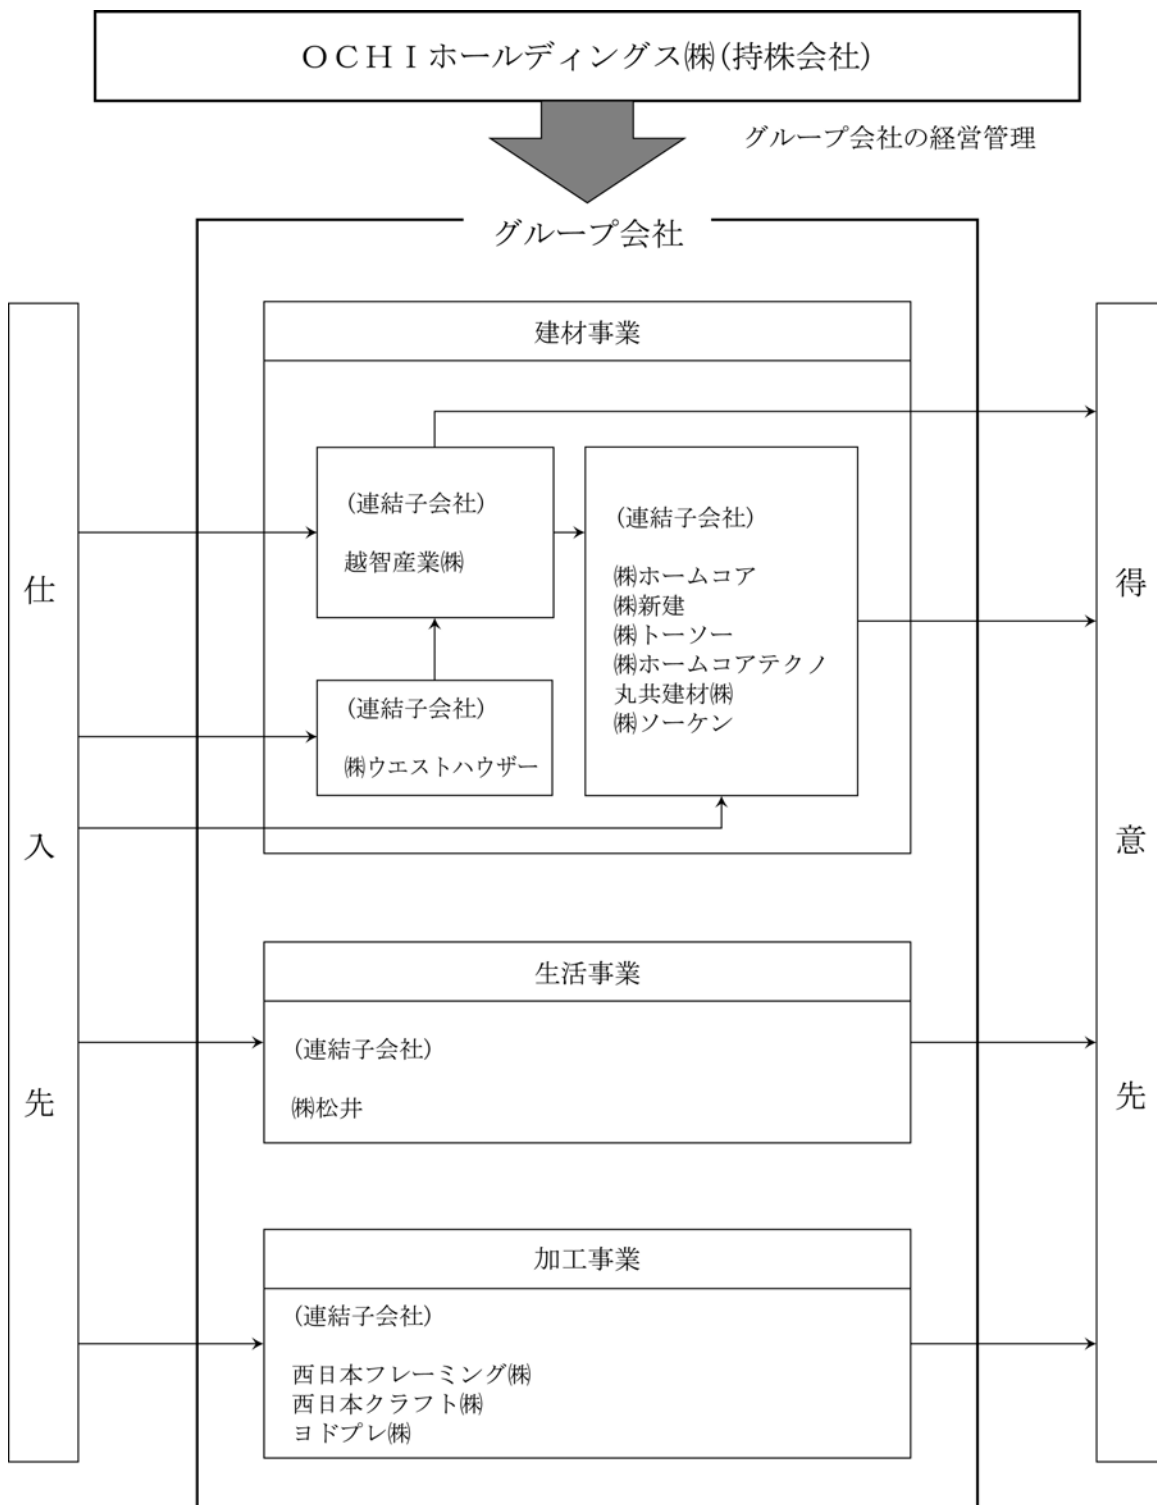 ＯＣＨＩホールディングス㈱(持株会社)
グループ会社の経営管理
グループ会社
仕入先
建材事業
(連結子会社)
越智産業㈱
(連結子会社)
㈱ウエストハウザー
(連結子会社)
㈱ホームコア
㈱新建
㈱トーソー
㈱ホームコアテクノ
丸共建材㈱
㈱ソーケン
生活事業
(連結子会社)
㈱松井
加工事業
(連結子会社)
西日本フレーミング㈱
西日本クラフト㈱
ヨドプレ㈱
得意先